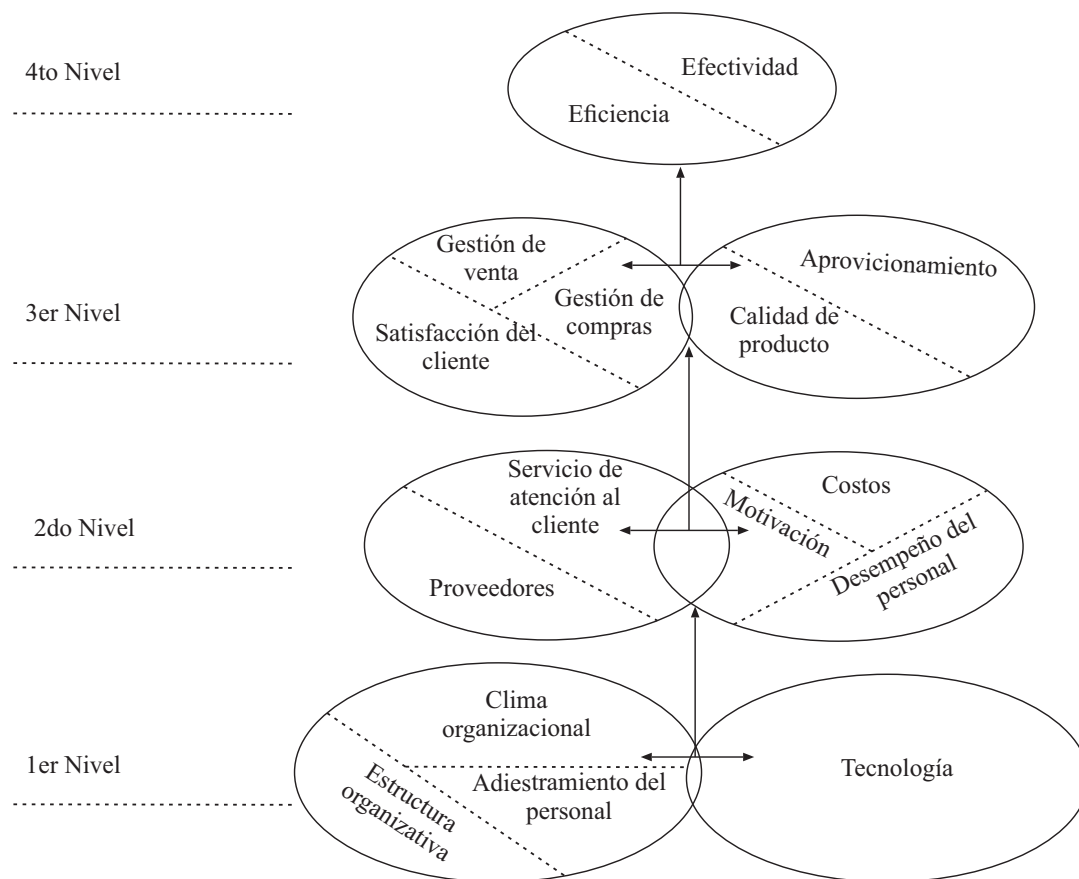 4to Nivel
Efectividad
Eficiencia
3er Nivel
Gestión de
venta
Gestión de
compras
Satisfacción del
cliente
Aprovicionamiento
Calidad de
producto
2do Nivel
Servicio de
atención al
cliente
Proveedores
Costos
Motivación
Desempeño del
personal
1er Nivel
Clima
organizacional
Adiestramiento del
personal
Estructura
organizativa
Tecnología